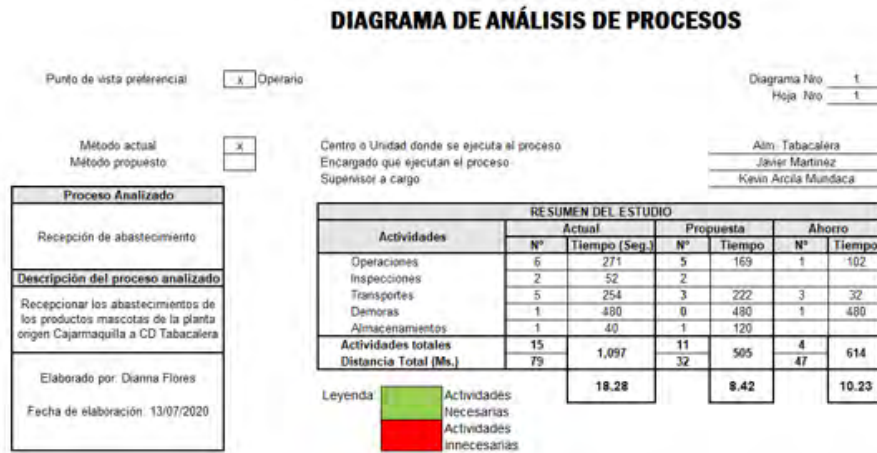 DIAGRAMA DE ANÁLISIS DE PROCESOS
Punto de vista preferencial x Operario
Diagrama Nro 1
Hoja Nro 1
Método actual x
Método propuesto
Centro o Unidad donde se ejecuta el proceso Alm. Tabacalera
Encargado que ejecutan el proceso Javier Martinez
Supervisor a cargo Kevin Arcila Mundaca
Proceso Analizado
Recepción de abastecimiento
Descripción del proceso analizado
Recepcionar los abastecimientos de
los productos mascotas de la planta
origen Cajarmaquilla a CD Tabacalera
Elaborado por: Dianna Flores
Fecha de elaboración: 13/07/2020
RESUMEN DEL ESTUDIO
Actividades Actual Propuesta Ahorro
N° Tiempo (Seg.) N° Tiempo N° Tiempo
Operaciones 6 271 5 169 1 102
Inspecciones 2 52 2
Transportes 5 254 3 222 3 32
Demoras 1 480 0 480 1 480
Almacenamientos 1 40 1 120
Actividades totales 15 1,097 11 505 4 614
Distancia Total (Ms.) 79 32 47
18.28 8.42 10.23
Leyenda: Actividades
Necesarias
Actividades
innecesarias